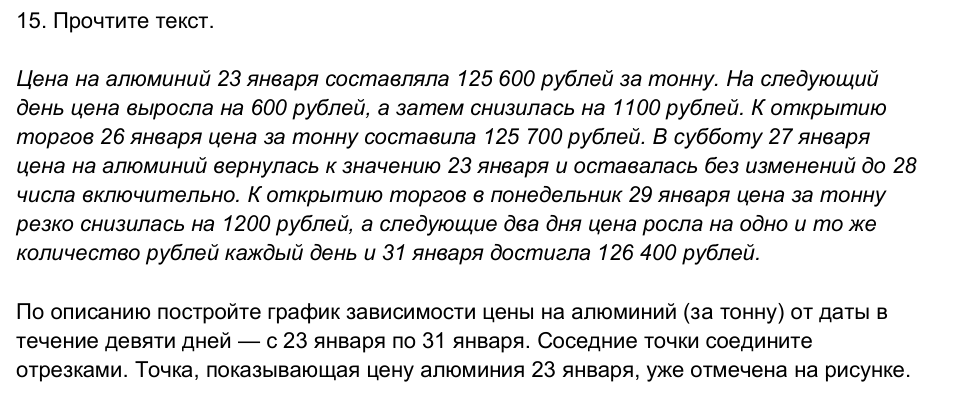 15. Прочтите текст.
Цена на алюминий 23 января составляла 125 600 рублей за тонну. На следующий
день цена выросла на 600 рублей, а затем снизилась на 1100 рублей. К открытию
торгов 26 января цена за тонну составила 125 700 рублей. В субботу 27 января
цена на алюминий вернулась к значению 23 января и оставалась без изменений до 28
числа включительно. К открытию торгов в понедельник 29 января цена за тонну
резко снизилась на 1200 рублей, а следующие два дня цена росла на одно и то же
количество рублей каждый день и 31 января достигла 126 400 рублей.
По описанию постройте график зависимости цены на алюминий (за тонну) от даты в
течение девяти дней — с 23 января по 31 января. Соседние точки соедините
отрезками. Точка, показывающая цену алюминия 23 января, уже отмечена на рисунке.